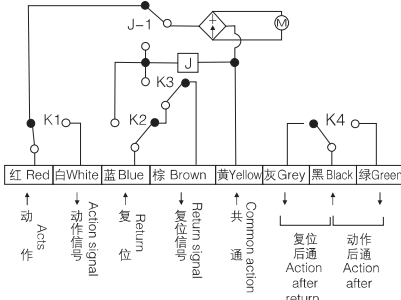 J-1
M
J
K3
K1
K2
K4
红 Red
白White
蓝 Blue
棕 Brown
黄Yellow
灰Grey
黑 Black
绿Green
动作
Acts
动作信号
Action signal
复位
Return
复位信号
Return signal
共通
Common action
复位
后通
Action
after
return
动作
后通
Action
after